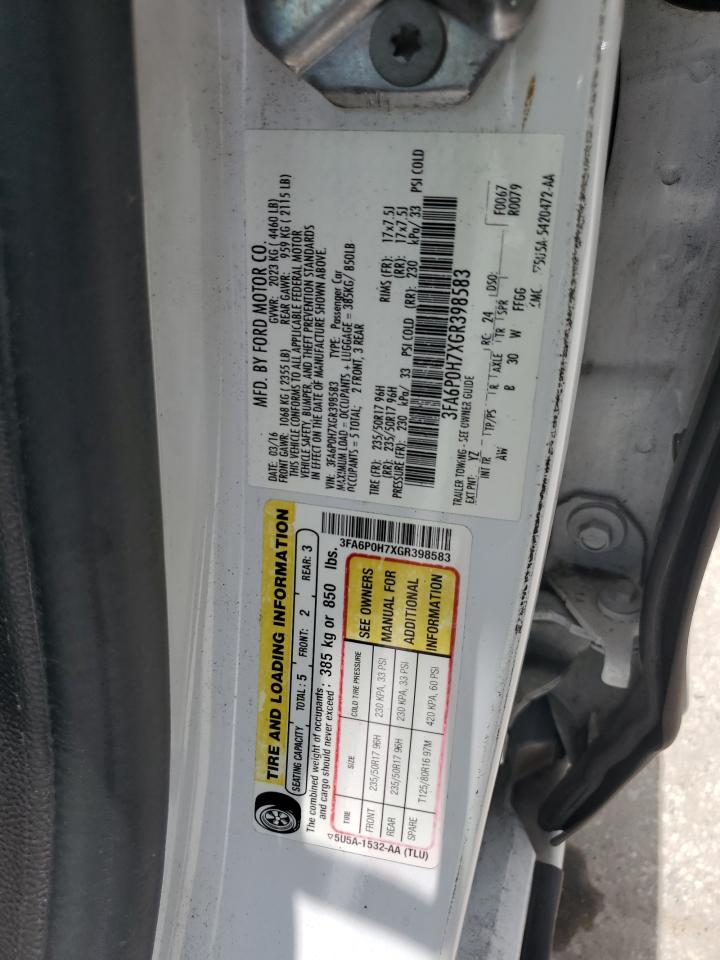 MFD. BY FORD MOTOR CO.
DATE: 03/16 GVWR: 2023 KG ( 4460 LB)
FRONT GAWR: 1068 KG ( 2355 LB) REAR GAWR: 959 KG ( 2115 LB)
THIS VEHICLE CONFORMS TO ALL APPLICABLE FEDERAL MOTOR
VEHICLE SAFETY, BUMPER, AND THEFT PREVENTION STANDARDS
IN EFFECT ON THE DATE OF MANUFACTURE SHOWN ABOVE.
VIN: 3FA6P0H7XGR398583 TYPE: Passenger Car
MAXIMUM LOAD = OCCUPANTS + LUGGAGE = 385KG/ 850LB
OCCUPANTS = 5 TOTAL; 2 FRONT, 3 REAR
TIRE (FR): 235/50R17 96H RIMS (FR): 17x7.5J
(RR): 235/50R17 96H (RR): 17x7.5J
PRESSURE (FR): 230 kPa/ 33 PSI COLD (RR): 230 kPa/ 33 PSI COLD
3FA6P0H7XGR398583
TRAILER TOWING - SEE OWNER GUIDE
F0067
R0079
EXT PNT: YZ RC: 24 DSO:
INT TR TP/PS R AXLE TR SPR
AW B 30 W FFGG
5U5A-5420472-AA
TIRE AND LOADING INFORMATION
SEATING CAPACITY TOTAL: 5 FRONT: 2 REAR: 3
The combined weight of occupants
and cargo should never exceed: 385 kg or 850 lbs.
3FA6P0H7XGR398583
TIRE SIZE COLD TIRE PRESSURE
FRONT 235/50R17 96H 230 KPA, 33 PSI
REAR 235/50R17 96H 230 KPA, 33 PSI
SPARE T125/80R16 97M 420 KPA, 60 PSI
SEE OWNERS
MANUAL FOR
ADDITIONAL
INFORMATION
5U5A-1532-AA (TLU)